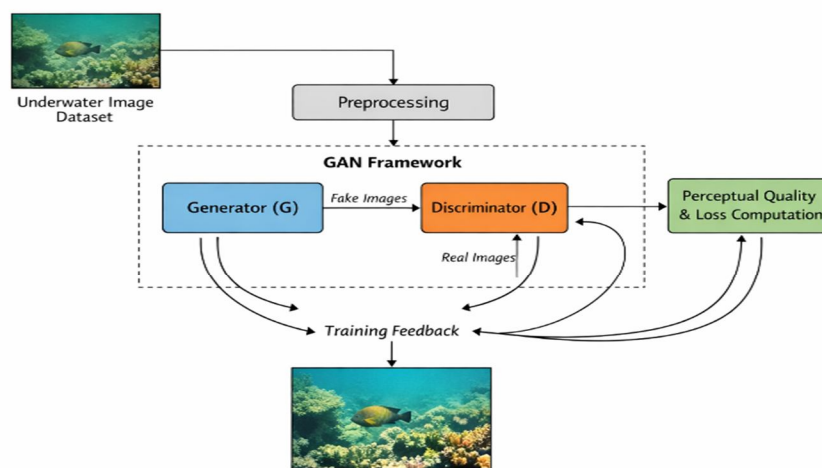 Underwater Image
Dataset
Preprocessing
GAN Framework
Generator (G)
Fake Images
Discriminator (D)
Perceptual Quality
& Loss Computation
Real Images
Training Feedback